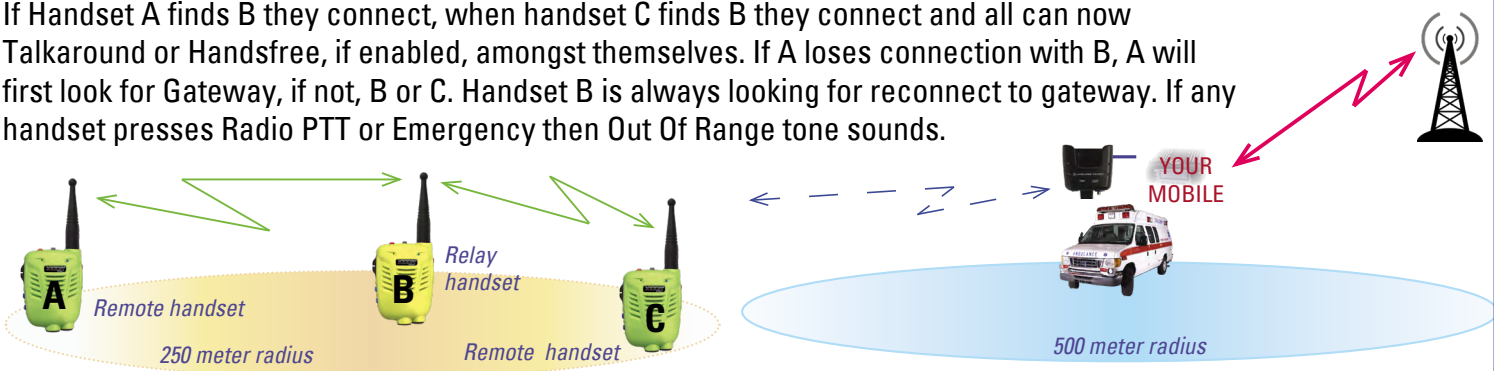 If Handset A finds B they connect, when handset C finds B they connect and all can now
Talkaround or Handsfree, if enabled, amongst themselves. If A loses connection with B, A will
first look for Gateway, if not, B or C. Handset B is always looking for reconnect to gateway. If any
handset presses Radio PTT or Emergency then Out Of Range tone sounds.
YOUR
MOBILE
A
Remote handset
B
Relay
handset
C
250 meter radius
Remote handset
AMBULANCE
500 meter radius